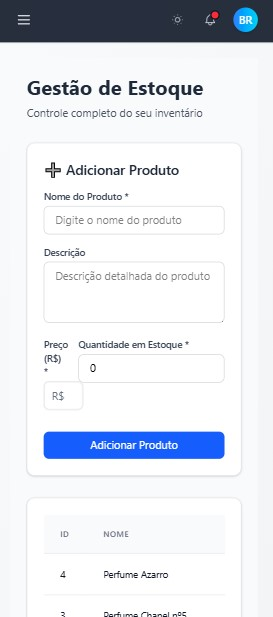 BR
Gestão de Estoque
Controle completo do seu inventário
Adicionar Produto
Nome do Produto *
Digite o nome do produto
Descrição
Descrição detalhada do produto
Preço
(R$)
*
R$
Quantidade em Estoque *
0
Adicionar Produto
ID NOME
4 Perfume Azarro
3 Perfume Chanel nº5